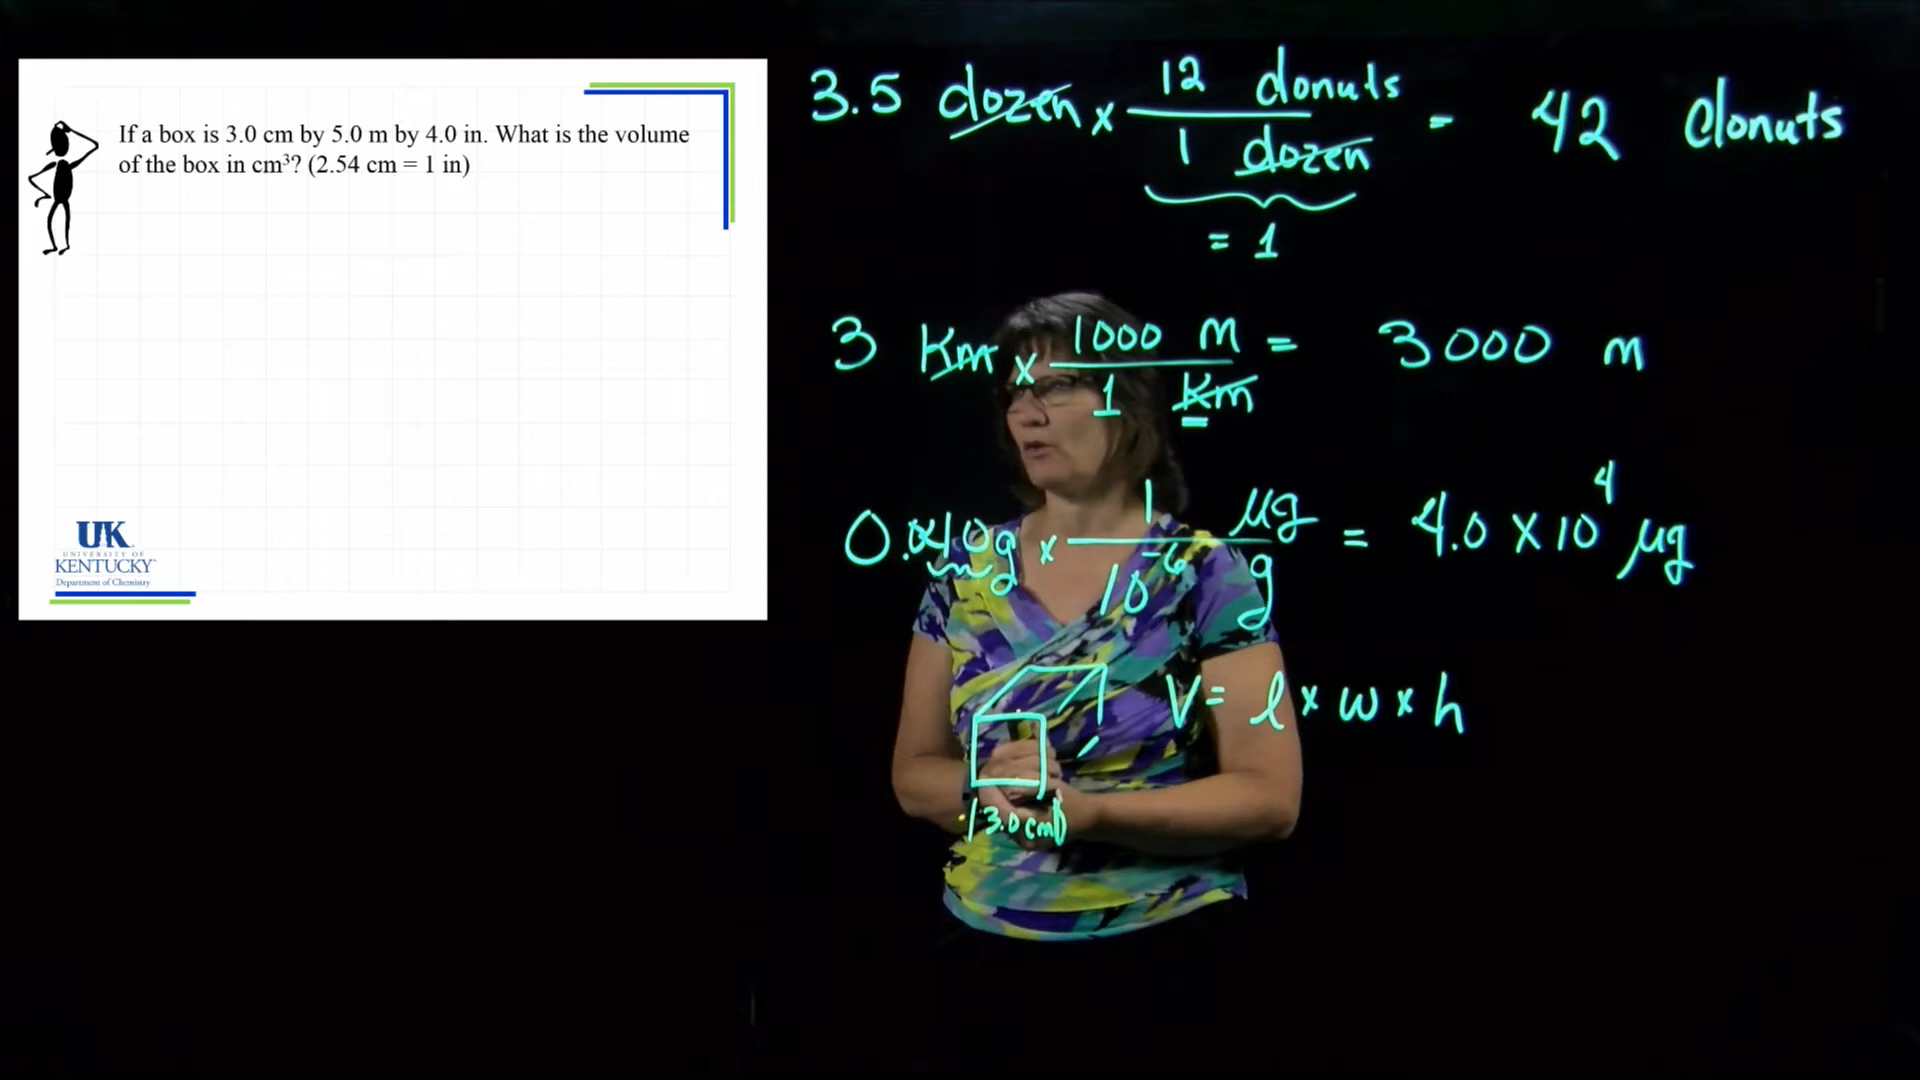 If a box is 3.0 cm by 5.0 m by 4.0 in. What is the volume
of the box in cm³? (2.54 cm = 1 in)
UK
UNIVERSITY OF
KENTUCKY
Department of Chemistry
3.5 dozen x 12 donuts / 1 dozen = 42 donuts
= 1
3 Km x 1000 m / 1 Km = 3000 m
0.040g x 1 µg / 10⁻⁶ g = 4.0 x 10⁴ µg
V = l x w x h
3.0 cm